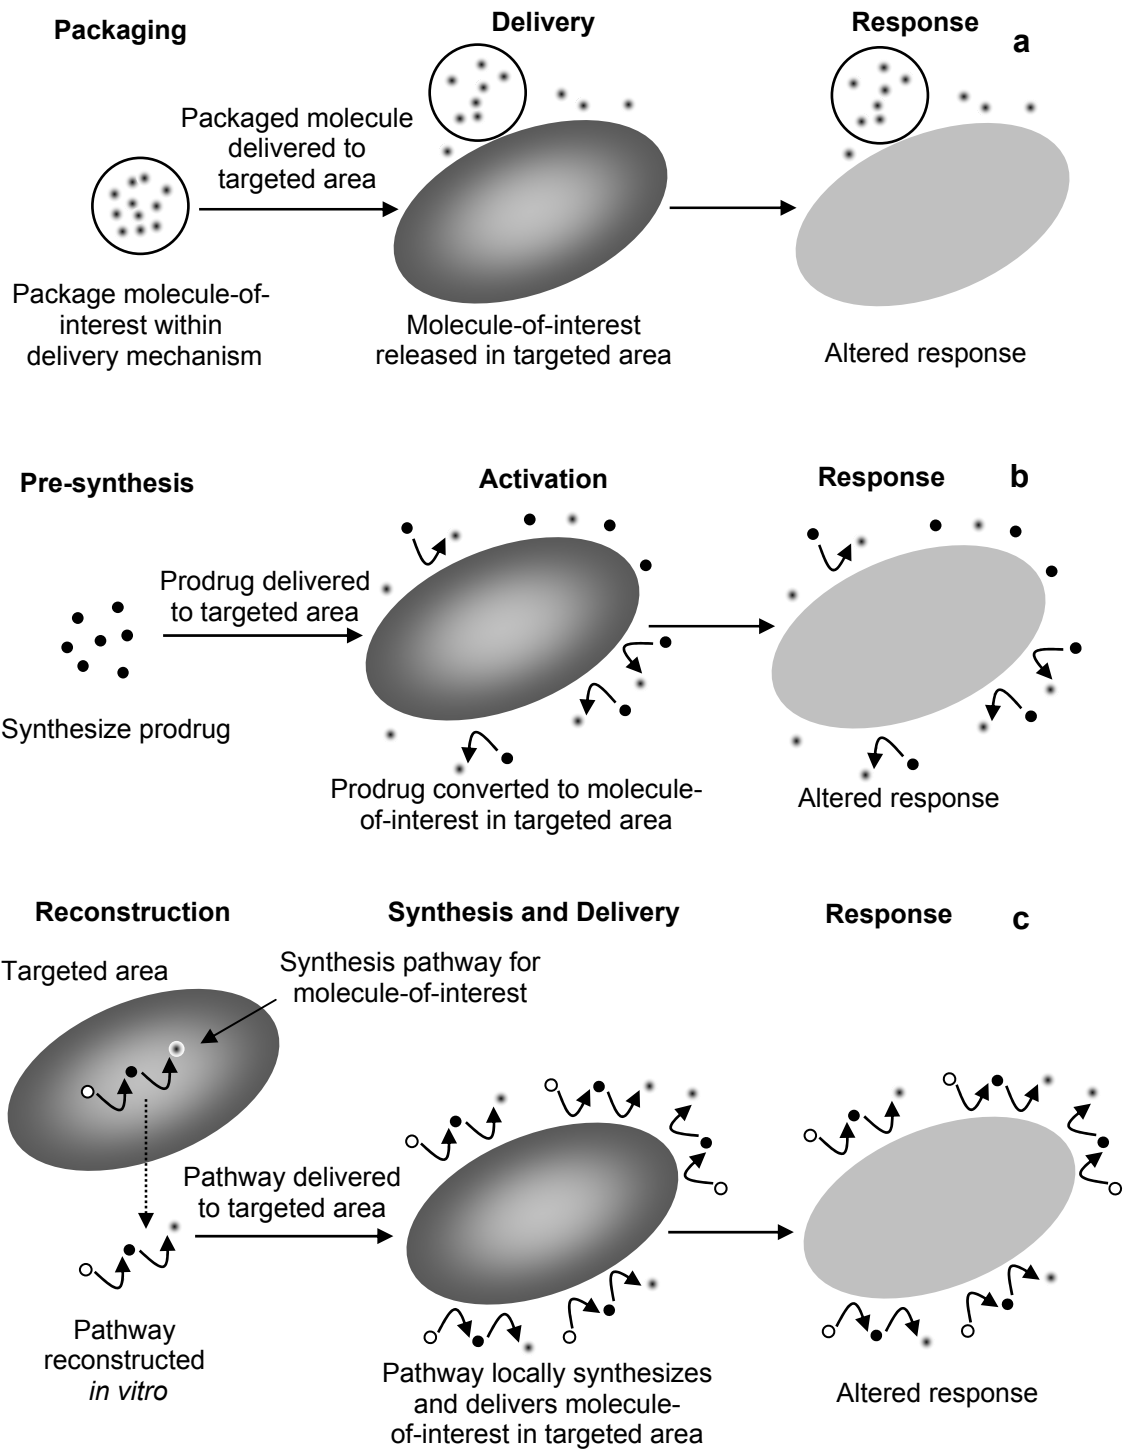 Packaging
Delivery
Response
a
Packaged molecule
delivered to
targeted area
Package molecule-of-
interest within
delivery mechanism
Molecule-of-interest
released in targeted area
Altered response
Pre-synthesis
Activation
Response
b
Prodrug delivered
to targeted area
Synthesize prodrug
Prodrug converted to molecule-
of-interest in targeted area
Altered response
Reconstruction
Synthesis and Delivery
Response
c
Targeted area
Synthesis pathway for
molecule-of-interest
Pathway delivered
to targeted area
Pathway
reconstructed
in vitro
Pathway locally synthesizes
and delivers molecule-
of-interest in targeted area
Altered response